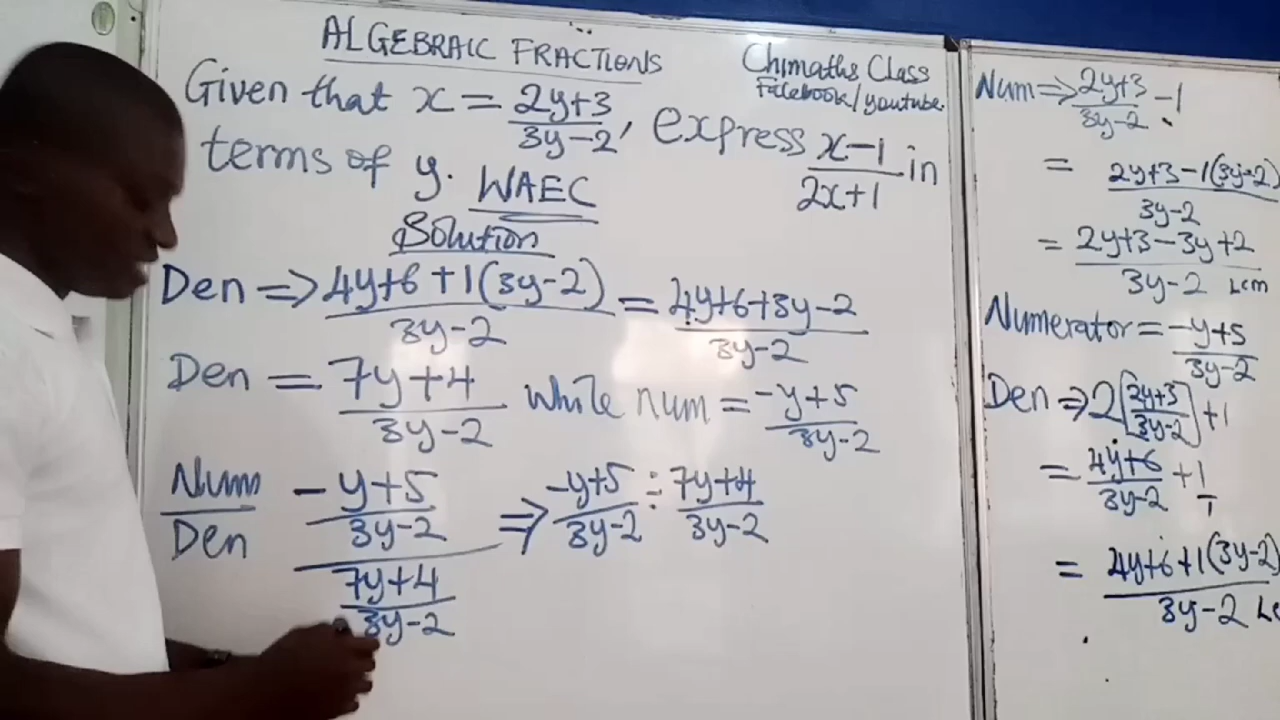 ALGEBRAIC FRACTIONS
Chimaths Class
Facebook/youtube.
Given that x = (2y+3)/(3y-2), express (x-1)/(2x+1) in
terms of y. WAEC
Solution
Den => (4y+6+1(3y-2))/(3y-2) = (4y+6+3y-2)/(3y-2)
Den = (7y+4)/(3y-2) while num = (-y+5)/(3y-2)
Num/Den ((-y+5)/(3y-2))/((7y+4)/(3y-2)) => (-y+5)/(3y-2) ÷ (7y+4)/(3y-2)
Num => (2y+3)/(3y-2) - 1
= (2y+3-1(3y-2))/(3y-2)
= (2y+3-3y+2)/(3y-2) Lcm
Numerator = (-y+5)/(3y-2)
Den => 2[(2y+3)/(3y-2)] + 1
= (4y+6)/(3y-2) + 1/1
= (4y+6+1(3y-2))/(3y-2) Lc